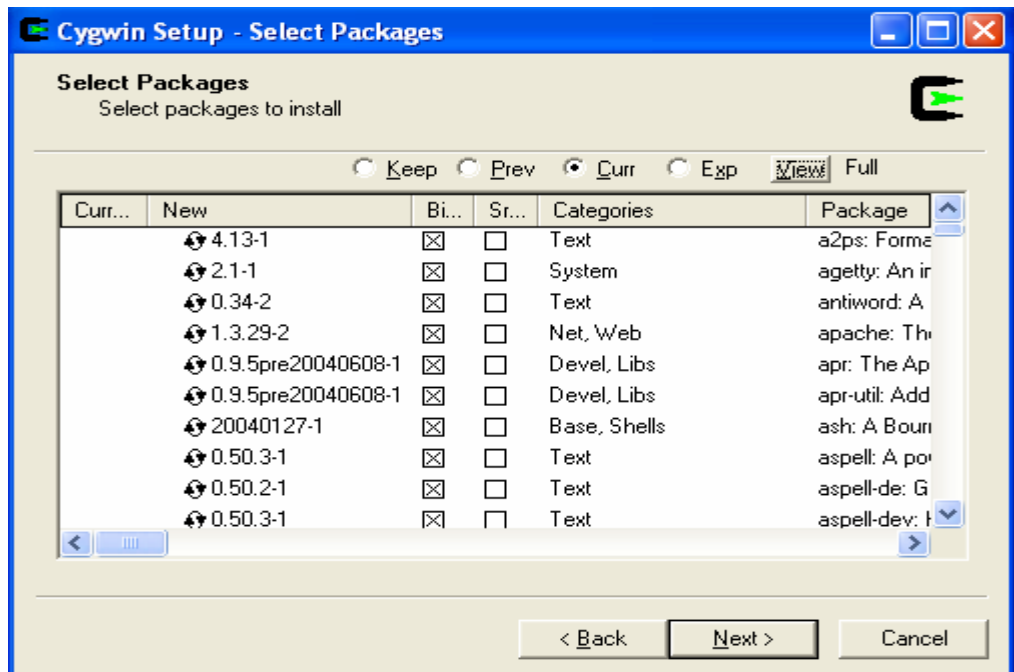 Cygwin Setup - Select Packages
Select Packages
Select packages to install
Keep Prev Curr Exp View Full
Curr... New Bi... Sr... Categories Package
4.13-1 Text a2ps: Forma
2.1-1 System agetty: An in
0.34-2 Text antiword: A
1.3.29-2 Net, Web apache: The
0.9.5pre20040608-1 Devel, Libs apr: The Ap
0.9.5pre20040608-1 Devel, Libs apr-util: Add
20040127-1 Base, Shells ash: A Bourn
0.50.3-1 Text aspell: A pow
0.50.2-1 Text aspell-de: G
0.50.3-1 Text aspell-dev: H
< Back Next > Cancel